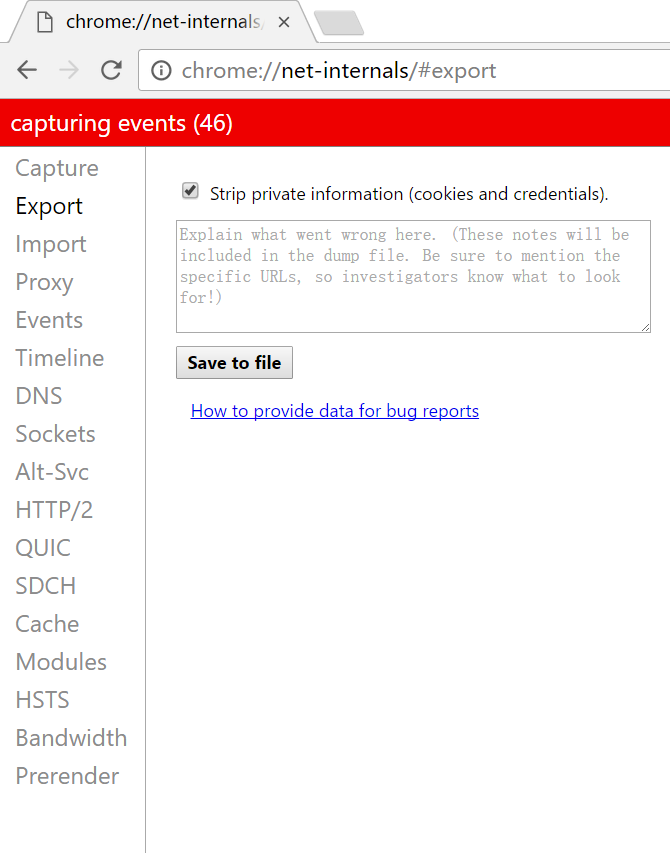 chrome://net-internals/
chrome://net-internals/#export
capturing events (46)
Capture
Export
Import
Proxy
Events
Timeline
DNS
Sockets
Alt-Svc
HTTP/2
QUIC
SDCH
Cache
Modules
HSTS
Bandwidth
Prerender
Strip private information (cookies and credentials).
Explain what went wrong here. (These notes will be
included in the dump file. Be sure to mention the
specific URLs, so investigators know what to look
for!)
Save to file
How to provide data for bug reports